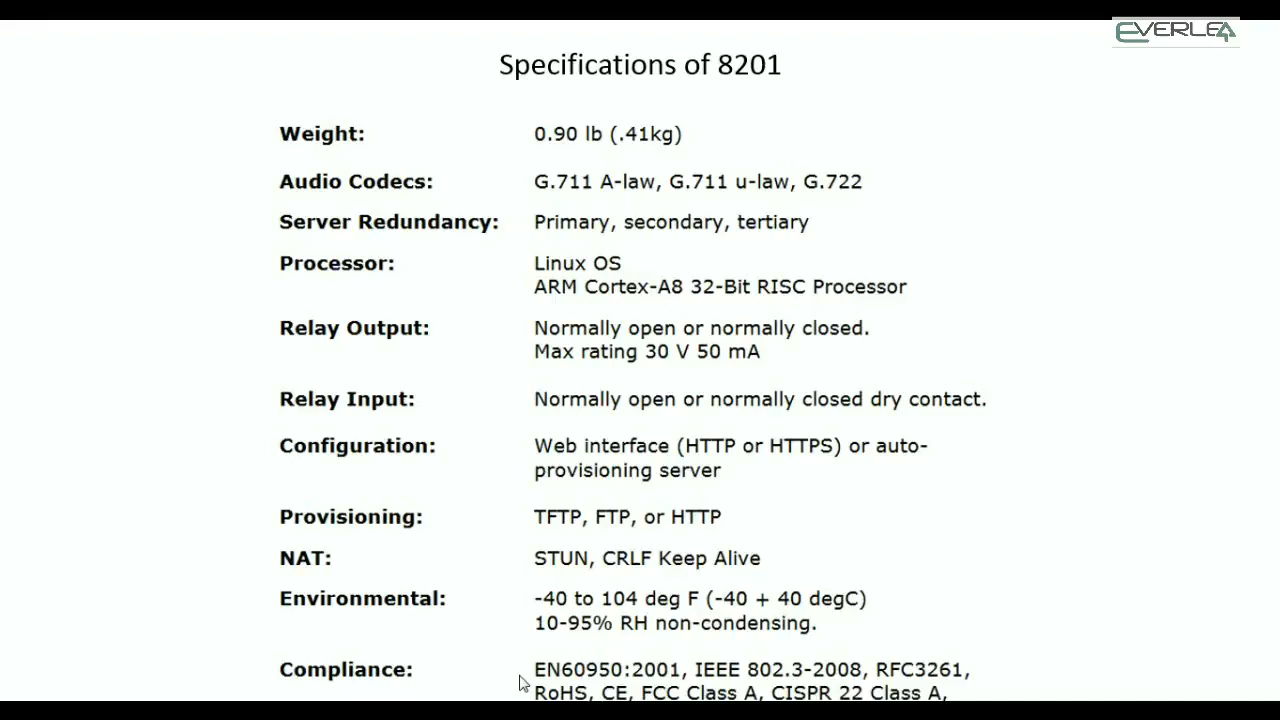 EVERLEA
Specifications of 8201
Weight: 0.90 lb (.41kg)
Audio Codecs: G.711 A-law, G.711 u-law, G.722
Server Redundancy: Primary, secondary, tertiary
Processor: Linux OS
ARM Cortex-A8 32-Bit RISC Processor
Relay Output: Normally open or normally closed.
Max rating 30 V 50 mA
Relay Input: Normally open or normally closed dry contact.
Configuration: Web interface (HTTP or HTTPS) or auto-
provisioning server
Provisioning: TFTP, FTP, or HTTP
NAT: STUN, CRLF Keep Alive
Environmental: -40 to 104 deg F (-40 + 40 degC)
10-95% RH non-condensing.
Compliance: EN60950:2001, IEEE 802.3-2008, RFC3261,
RoHS, CE, FCC Class A, CISPR 22 Class A,